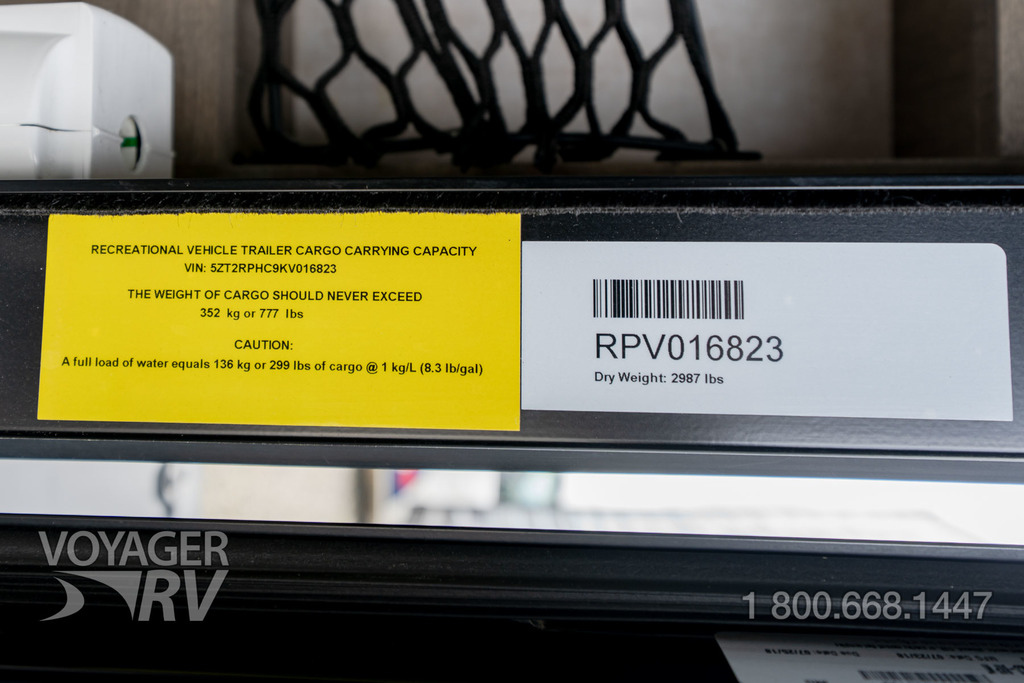 RECREATIONAL VEHICLE TRAILER CARGO CARRYING CAPACITY
VIN: 5ZT2RPHC9KV016823
THE WEIGHT OF CARGO SHOULD NEVER EXCEED
352 kg or 777 lbs
CAUTION:
A full load of water equals 136 kg or 299 lbs of cargo @ 1 kg/L (8.3 lb/gal)
RPV016823
Dry Weight: 2987 lbs
VOYAGER
RV
1 800.668.1447